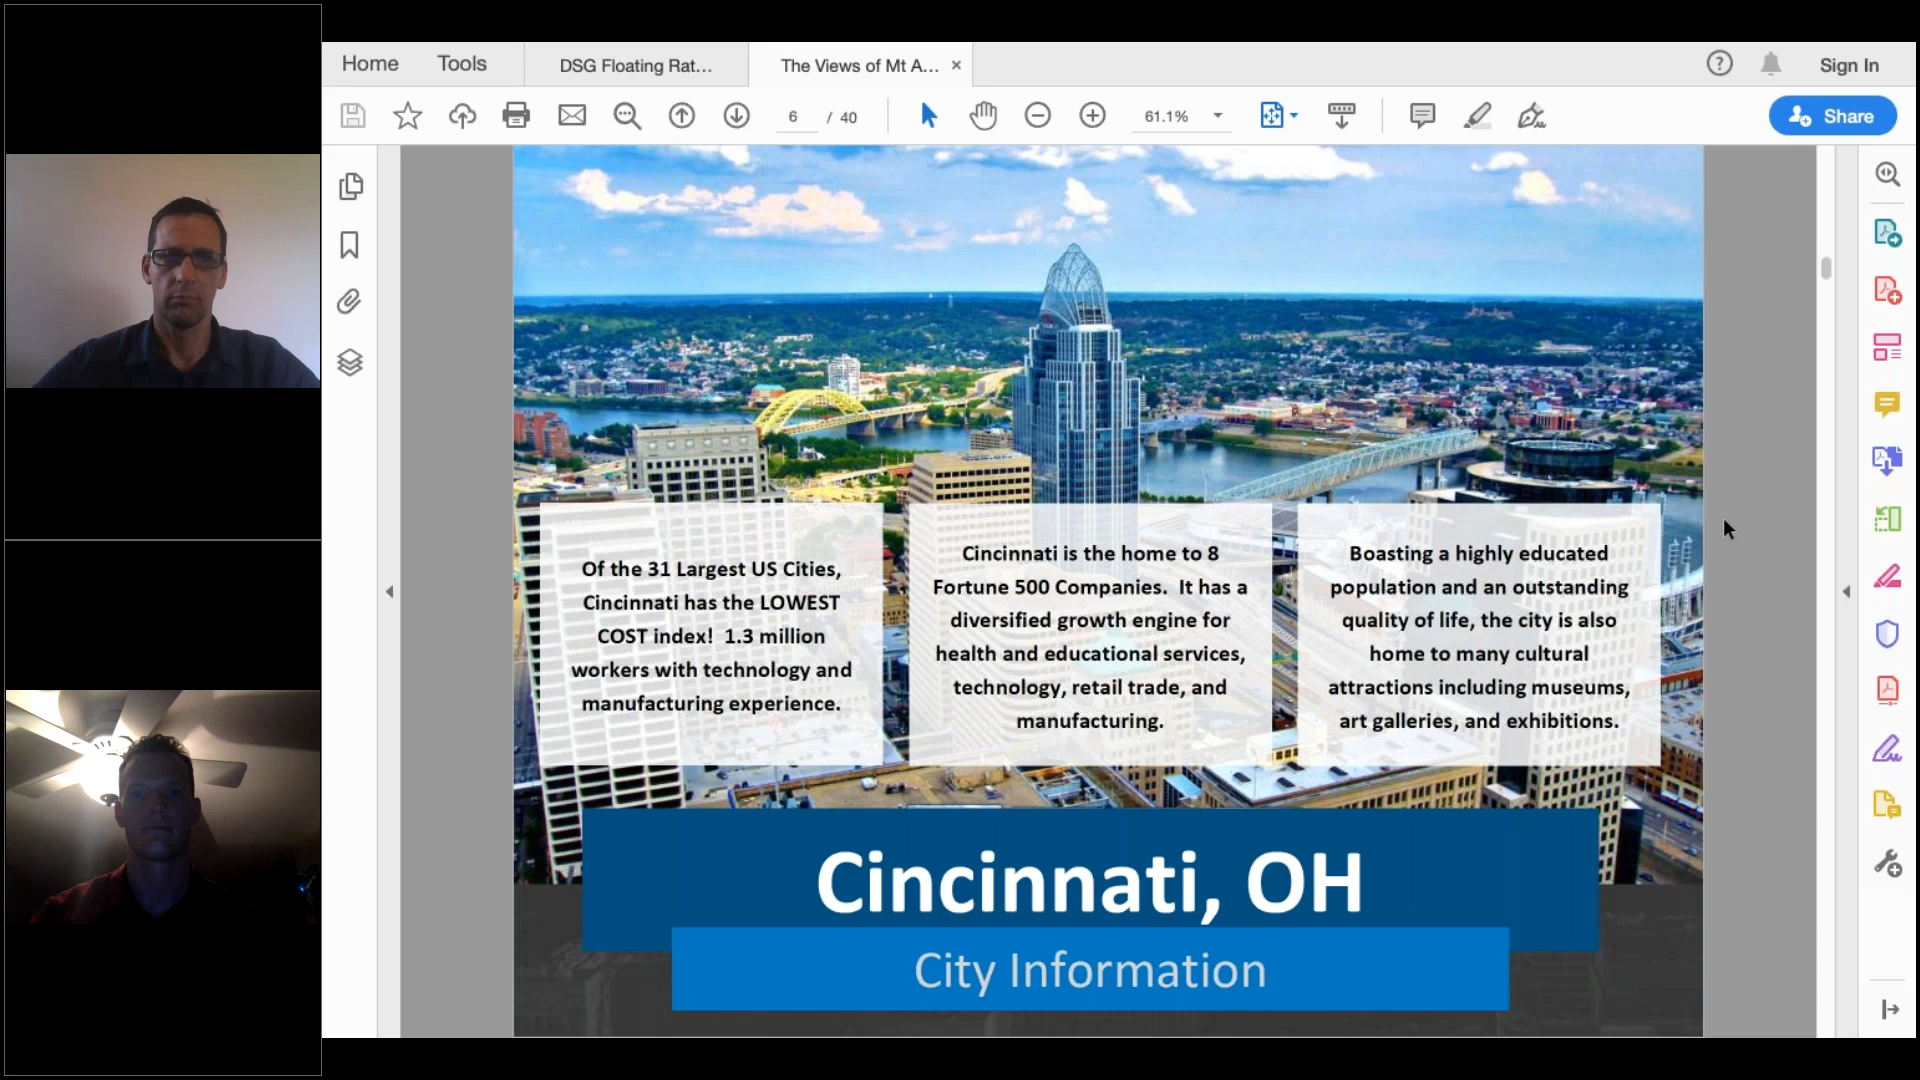 Home Tools DSG Floating Rat... The Views of Mt A... × Sign In
6 / 40 61.1% Share
Of the 31 Largest US Cities,
Cincinnati has the LOWEST
COST index! 1.3 million
workers with technology and
manufacturing experience.
Cincinnati is the home to 8
Fortune 500 Companies. It has a
diversified growth engine for
health and educational services,
technology, retail trade, and
manufacturing.
Boasting a highly educated
population and an outstanding
quality of life, the city is also
home to many cultural
attractions including museums,
art galleries, and exhibitions.
Cincinnati, OH
City Information